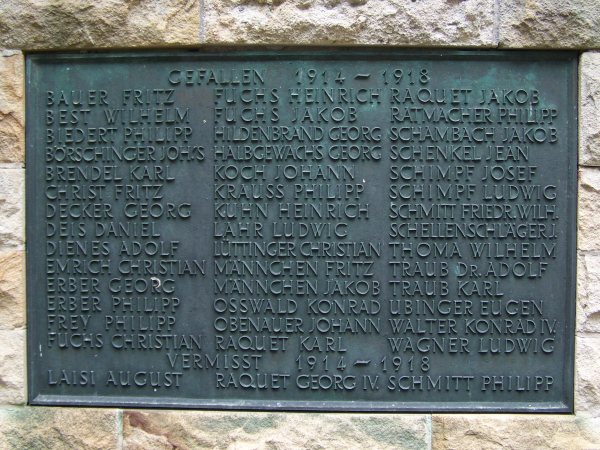 GEFALLEN 1914 – 1918
BAUER FRITZ FUCHS HEINRICH RAQUET JAKOB
BEST WILHELM FUCHS JAKOB RATMACHER PHILIPP
BIEDERT PHILIPP HILDENBRAND GEORG SCHAMBACH JAKOB
BÖRSCHINGER JOH'S HALBGEWACHS GEORG SCHENKEL JEAN
BRENDEL KARL KOCH JOHANN SCHIMPF JOSEF
CHRIST FRITZ KRAUSS PHILIPP SCHIMPF LUDWIG
DECKER GEORG KUHN HEINRICH SCHMITT FRIEDR. WILH.
DEIS DANIEL LAHR LUDWIG SCHELLENSCHLÄGER J.
DIENES ADOLF LÜTTINGER CHRISTIAN THOMA WILHELM
EMRICH CHRISTIAN MÄNNCHEN FRITZ TRAUB DR. ADOLF
ERBER GEORG MÄNNCHEN JAKOB TRAUB KARL
ERBER PHILIPP OSSWALD KONRAD UBINGER EUGEN
FREY PHILIPP OBENAUER JOHANN WALTER KONRAD IV.
FUCHS CHRISTIAN RAQUET KARL WAGNER LUDWIG
VERMISST 1914 – 1918
LAISI AUGUST RAQUET GEORG IV. SCHMITT PHILIPP